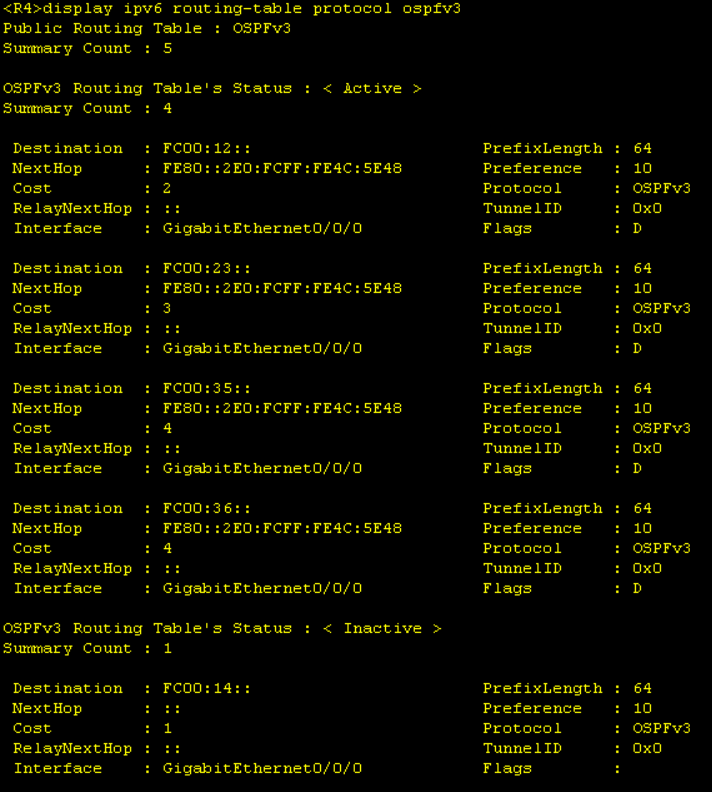 <R4>display ipv6 routing-table protocol ospfv3
Public Routing Table : OSPFv3
Summary Count : 5
OSPFv3 Routing Table's Status : < Active >
Summary Count : 4
Destination : FC00:12:: PrefixLength : 64
NextHop : FE80::2E0:FCFF:FE4C:5E48 Preference : 10
Cost : 2 Protocol : OSPFv3
RelayNextHop : :: TunnelID : 0x0
Interface : GigabitEthernet0/0/0 Flags : D
Destination : FC00:23:: PrefixLength : 64
NextHop : FE80::2E0:FCFF:FE4C:5E48 Preference : 10
Cost : 3 Protocol : OSPFv3
RelayNextHop : :: TunnelID : 0x0
Interface : GigabitEthernet0/0/0 Flags : D
Destination : FC00:35:: PrefixLength : 64
NextHop : FE80::2E0:FCFF:FE4C:5E48 Preference : 10
Cost : 4 Protocol : OSPFv3
RelayNextHop : :: TunnelID : 0x0
Interface : GigabitEthernet0/0/0 Flags : D
Destination : FC00:36:: PrefixLength : 64
NextHop : FE80::2E0:FCFF:FE4C:5E48 Preference : 10
Cost : 4 Protocol : OSPFv3
RelayNextHop : :: TunnelID : 0x0
Interface : GigabitEthernet0/0/0 Flags : D
OSPFv3 Routing Table's Status : < Inactive >
Summary Count : 1
Destination : FC00:14:: PrefixLength : 64
NextHop : :: Preference : 10
Cost : 1 Protocol : OSPFv3
RelayNextHop : :: TunnelID : 0x0
Interface : GigabitEthernet0/0/0 Flags :